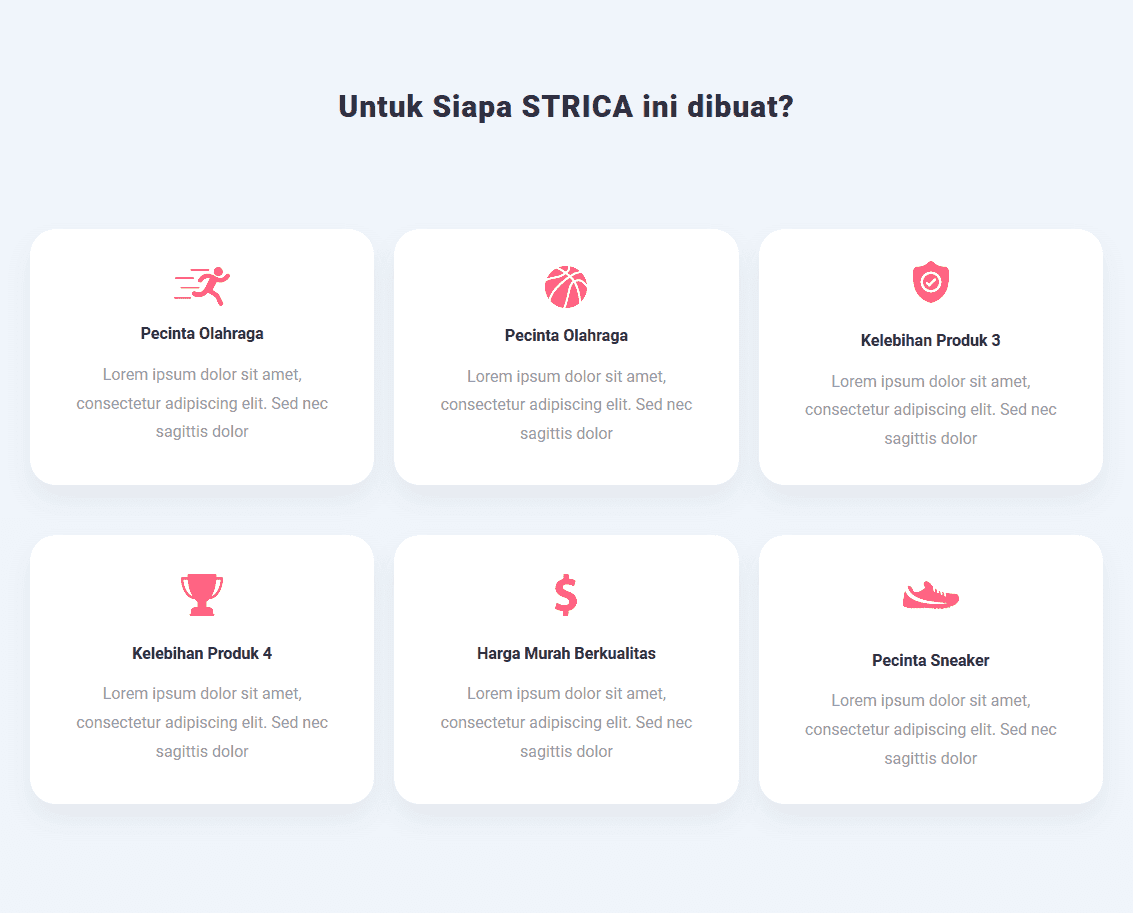 Untuk Siapa STRICA ini dibuat?
Pecinta Olahraga
Lorem ipsum dolor sit amet,
consectetur adipiscing elit. Sed nec
sagittis dolor
Pecinta Olahraga
Lorem ipsum dolor sit amet,
consectetur adipiscing elit. Sed nec
sagittis dolor
Kelebihan Produk 3
Lorem ipsum dolor sit amet,
consectetur adipiscing elit. Sed nec
sagittis dolor
Kelebihan Produk 4
Lorem ipsum dolor sit amet,
consectetur adipiscing elit. Sed nec
sagittis dolor
$
Harga Murah Berkualitas
Lorem ipsum dolor sit amet,
consectetur adipiscing elit. Sed nec
sagittis dolor
Pecinta Sneaker
Lorem ipsum dolor sit amet,
consectetur adipiscing elit. Sed nec
sagittis dolor